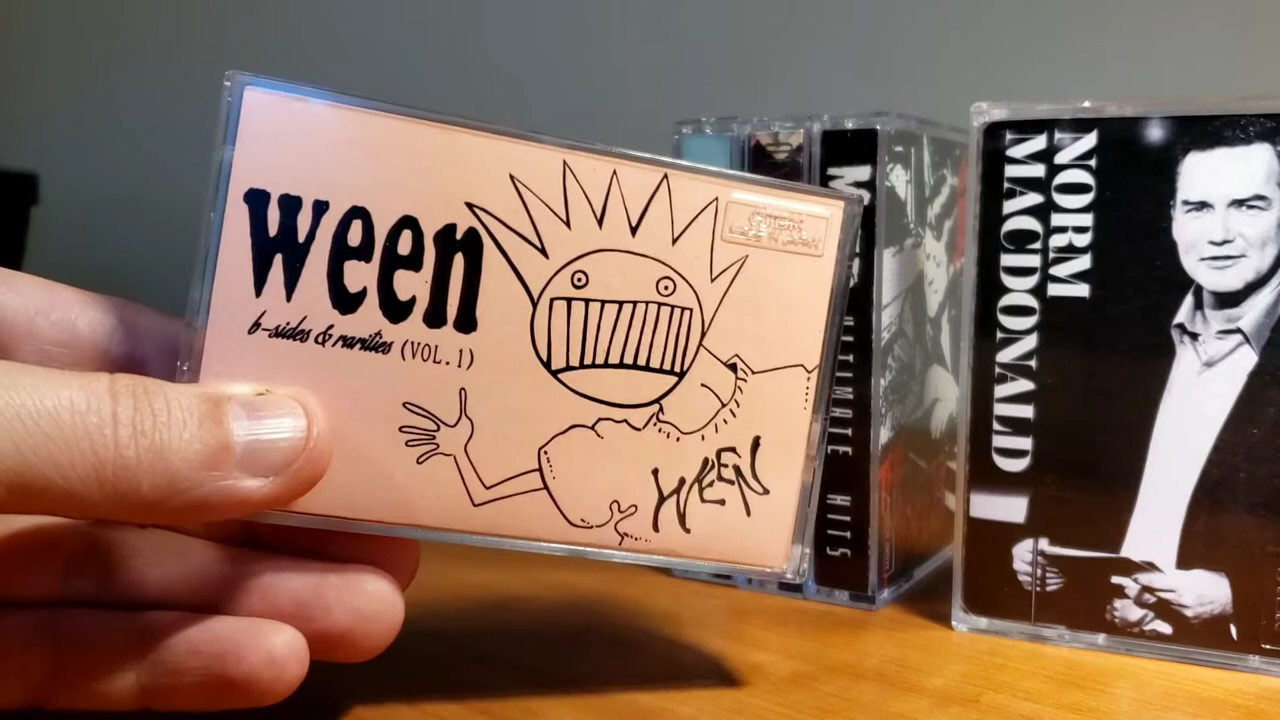 ween
b-sides & rarities (VOL.1)
WEEN
ULTIMATE HITS
NORM
MACDONALD